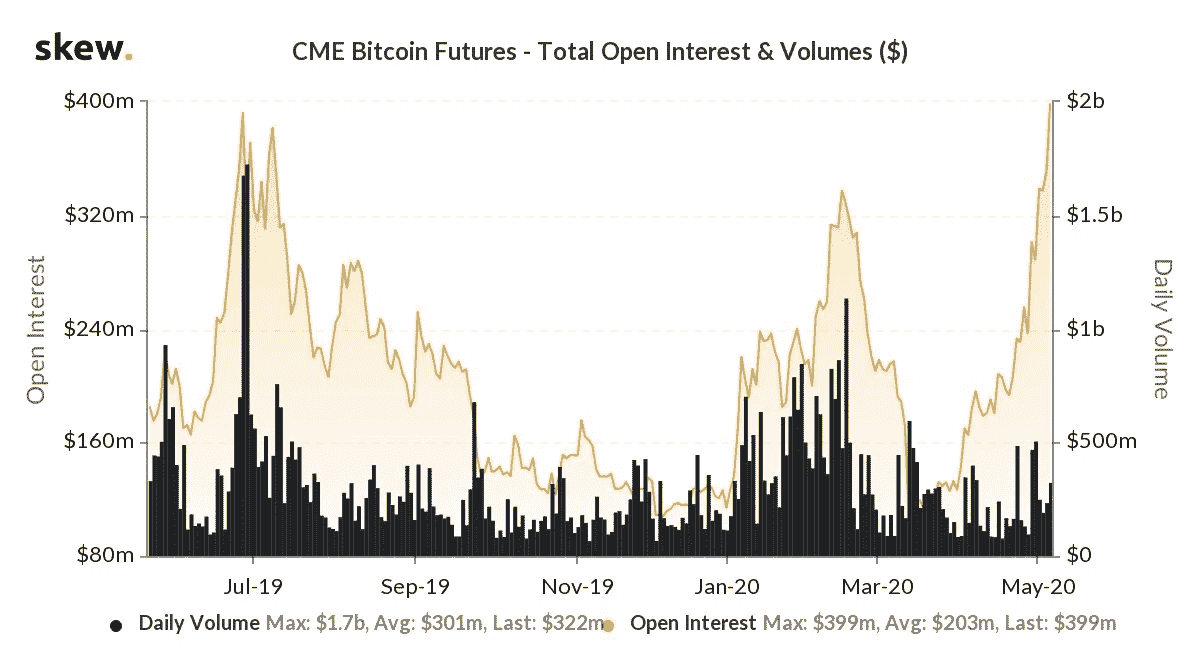 skew.
CME Bitcoin Futures - Total Open Interest & Volumes ($)
$400m
$2b
$320m
$1.5b
Open Interest
Daily Volume
$240m
$1b
$160m
$500m
$80m
$0
Jul-19 Sep-19 Nov-19 Jan-20 Mar-20 May-20
Daily Volume Max: $1.7b, Avg: $301m, Last: $322m Open Interest Max: $399m, Avg: $203m, Last: $399m